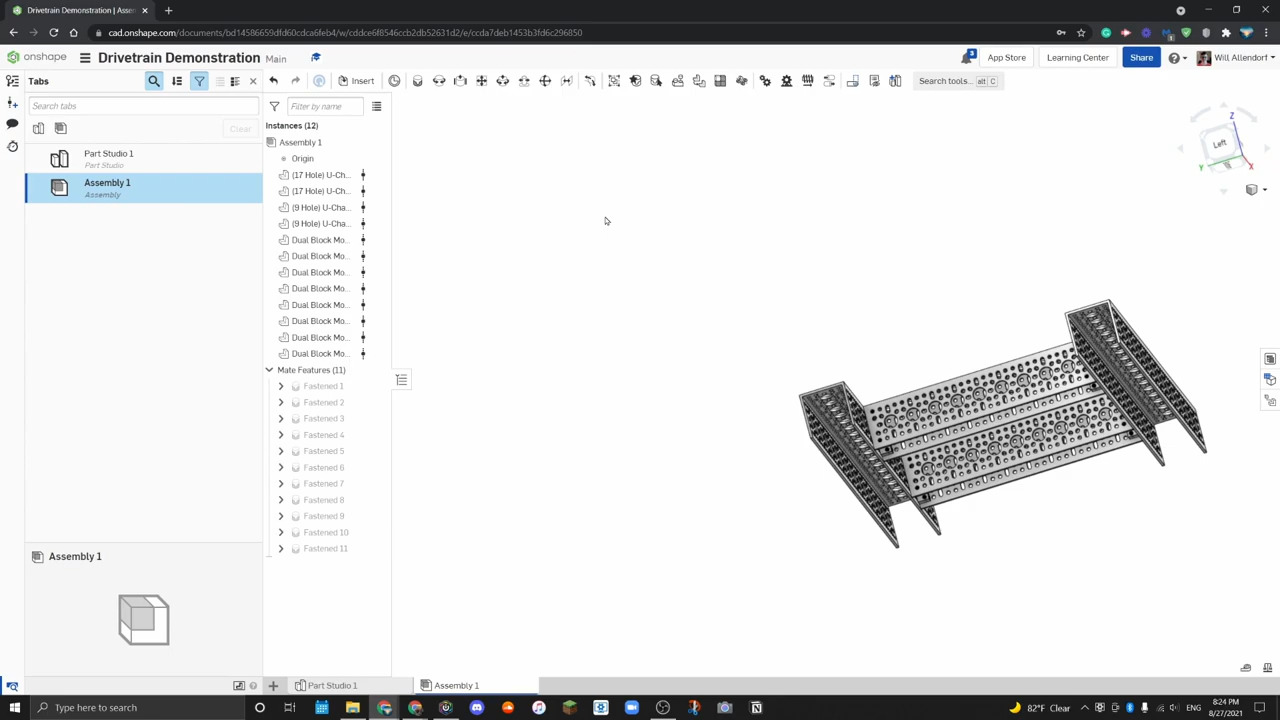 Drivetrain Demonstration | Assem
cad.onshape.com/documents/bd14586659dfd60cdca6feb4/w/cddce6f6584ccb2db52631d2/e/ccda7deb1453b3fd6c296850
onshape
Drivetrain Demonstration
Main
3
App Store
Learning Center
Share
Will Allendorf
Tabs
Insert
Search tools...
alt
C
Search tabs
Filter by name
Clear
Instances (12)
Part Studio 1
Part Studio
Assembly 1
Assembly
Assembly 1
Origin
(17 Hole) U-Ch...
(17 Hole) U-Ch...
(9 Hole) U-Cha...
(9 Hole) U-Cha...
Dual Block Mo...
Dual Block Mo...
Dual Block Mo...
Dual Block Mo...
Dual Block Mo...
Dual Block Mo...
Dual Block Mo...
Dual Block Mo...
Mate Features (11)
Fastened 1
Fastened 2
Fastened 3
Fastened 4
Fastened 5
Fastened 6
Fastened 7
Fastened 8
Fastened 9
Fastened 10
Fastened 11
Z
Left
Y
X
Assembly 1
Part Studio 1
Assembly 1
Type here to search
82°F Clear
ENG
8:24 PM
8/27/2021